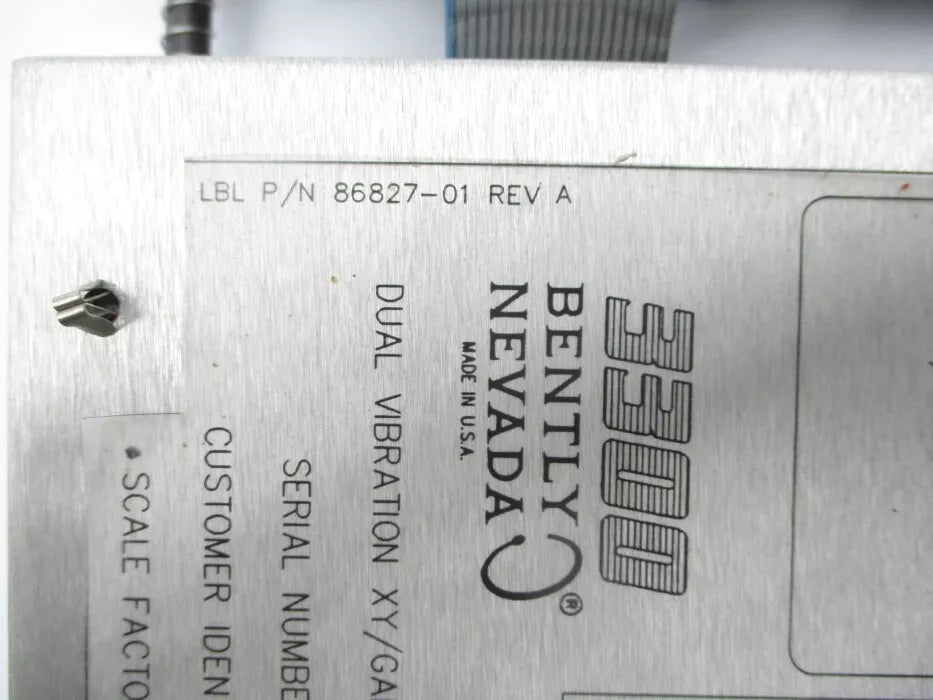 LBL P/N 86827-01 REV A
3300
BENTLY
NEVADA
®
MADE IN U.S.A.
DUAL VIBRATION XY/GA
SERIAL NUMBE
CUSTOMER IDEN
• SCALE FACTO